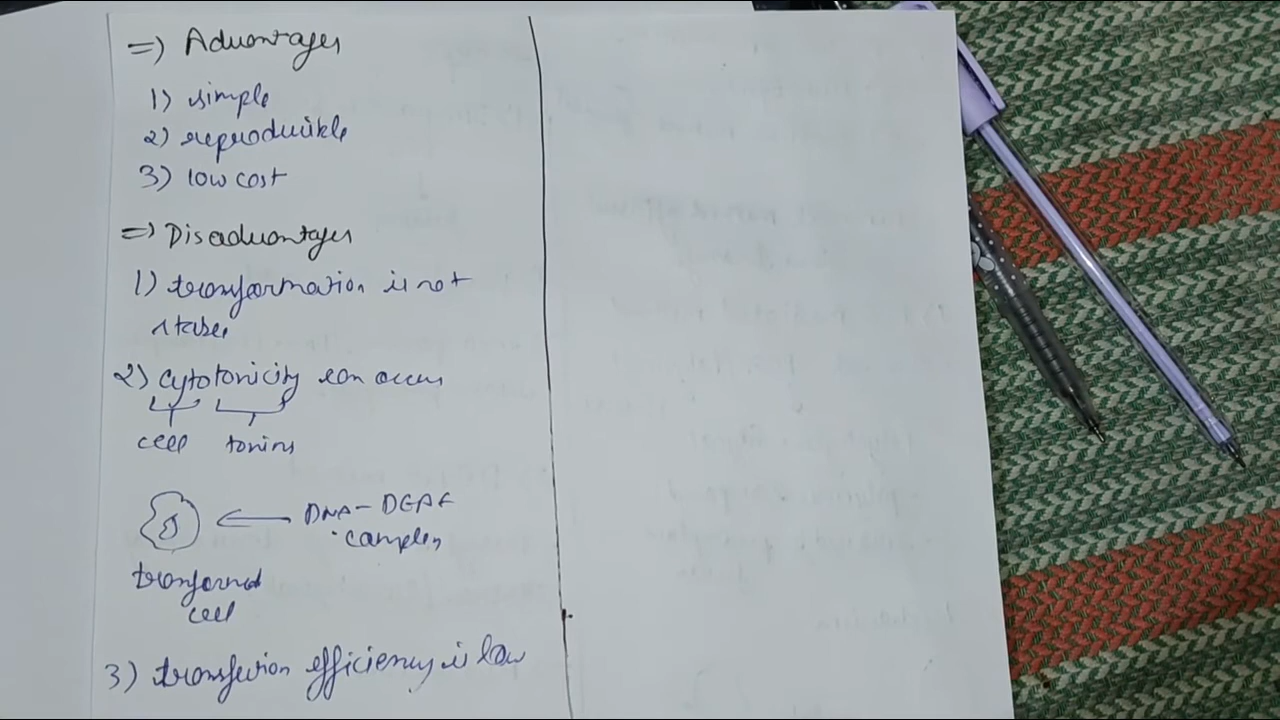 => Advantages
1) simple
2) reproducible
3) low cost
=> Disadvantages
1) transformation is not
stable
2) cytotoxicity can occur
cell toxins
DNA - DEAE
complex
transformed
cell
3) transfection efficiency is low